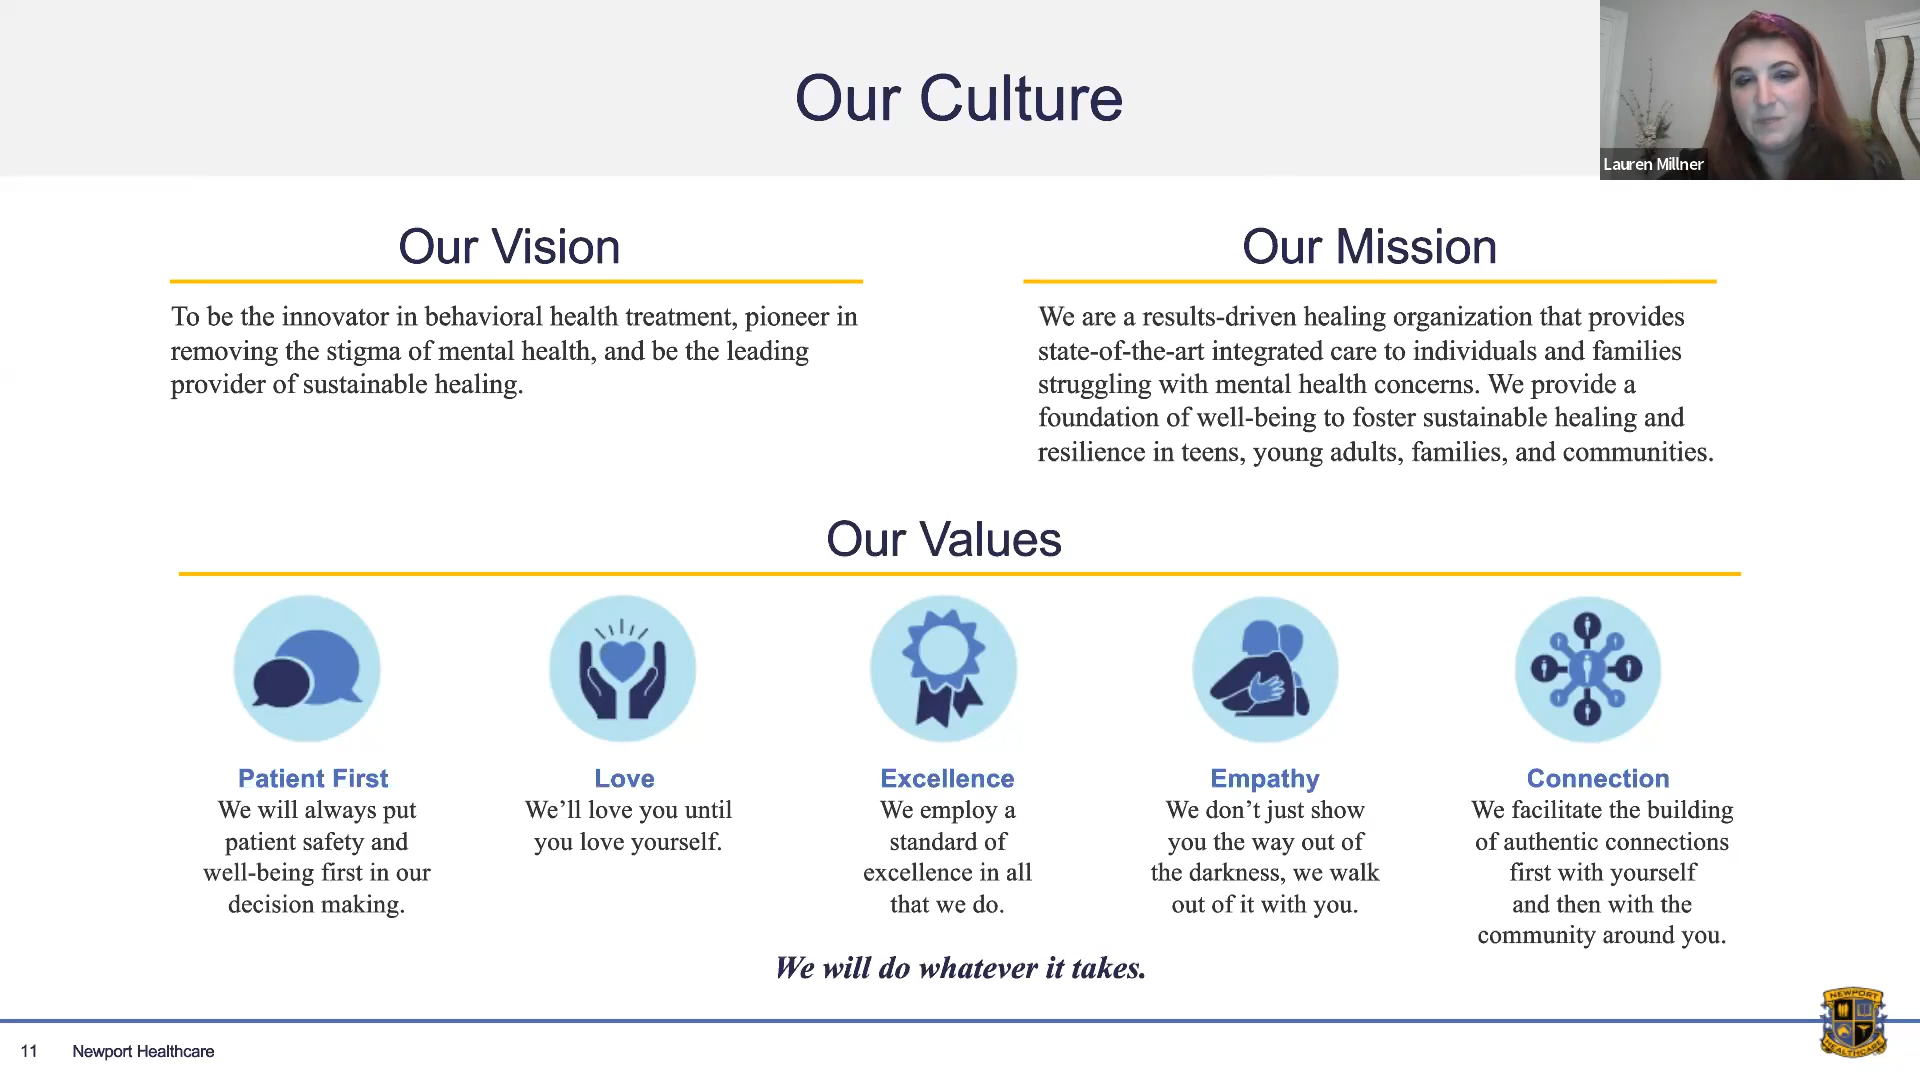 Our Culture
Lauren Millner
Our Vision
To be the innovator in behavioral health treatment, pioneer in
removing the stigma of mental health, and be the leading
provider of sustainable healing.
Our Mission
We are a results-driven healing organization that provides
state-of-the-art integrated care to individuals and families
struggling with mental health concerns. We provide a
foundation of well-being to foster sustainable healing and
resilience in teens, young adults, families, and communities.
Our Values
Patient First
We will always put
patient safety and
well-being first in our
decision making.
Love
We’ll love you until
you love yourself.
Excellence
We employ a
standard of
excellence in all
that we do.
Empathy
We don’t just show
you the way out of
the darkness, we walk
out of it with you.
Connection
We facilitate the building
of authentic connections
first with yourself
and then with the
community around you.
We will do whatever it takes.
11 Newport Healthcare
NEWPORT
HEALTHCARE